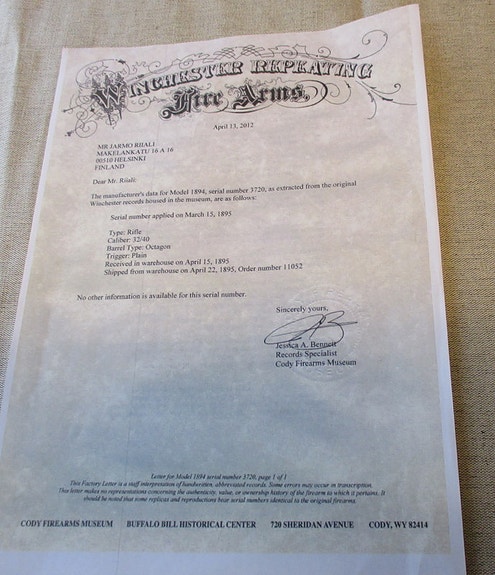 WINCHESTER REPEATING
Fire Arms.
April 13, 2012
MR JARMO RIIALI
MAKELANKATU 16 A 16
00510 HELSINKI
FINLAND
Dear Mr. Riiali:
The manufacturer's data for Model 1894, serial number 3720, as extracted from the original
Winchester records housed in the museum, are as follows:
Serial number applied on March 15, 1895
Type: Rifle
Caliber: 32/40
Barrel Type: Octagon
Trigger: Plain
Received in warehouse on April 15, 1895
Shipped from warehouse on April 22, 1895, Order number 11052
No other information is available for this serial number.
Sincerely yours,
Jessica A. Bennett
Records Specialist
Cody Firearms Museum
Letter for Model 1894 serial number 3720, page 1 of 1
This Factory Letter is a staff interpretation of handwritten, abbreviated records. Some errors may occur in transcription.
This letter makes no representations concerning the authenticity, value, or ownership history of the firearm to which it pertains. It
should be noted that some replicas and reproductions bear serial numbers identical to the original firearms.
CODY FIREARMS MUSEUM BUFFALO BILL HISTORICAL CENTER 720 SHERIDAN AVENUE CODY, WY 82414